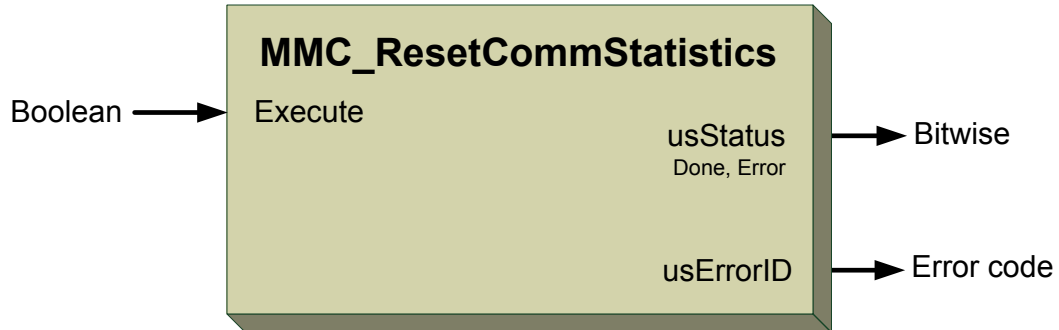 MMC_ResetCommStatistics
Boolean
Execute
usStatus
Bitwise
Done, Error
usErrorID
Error code